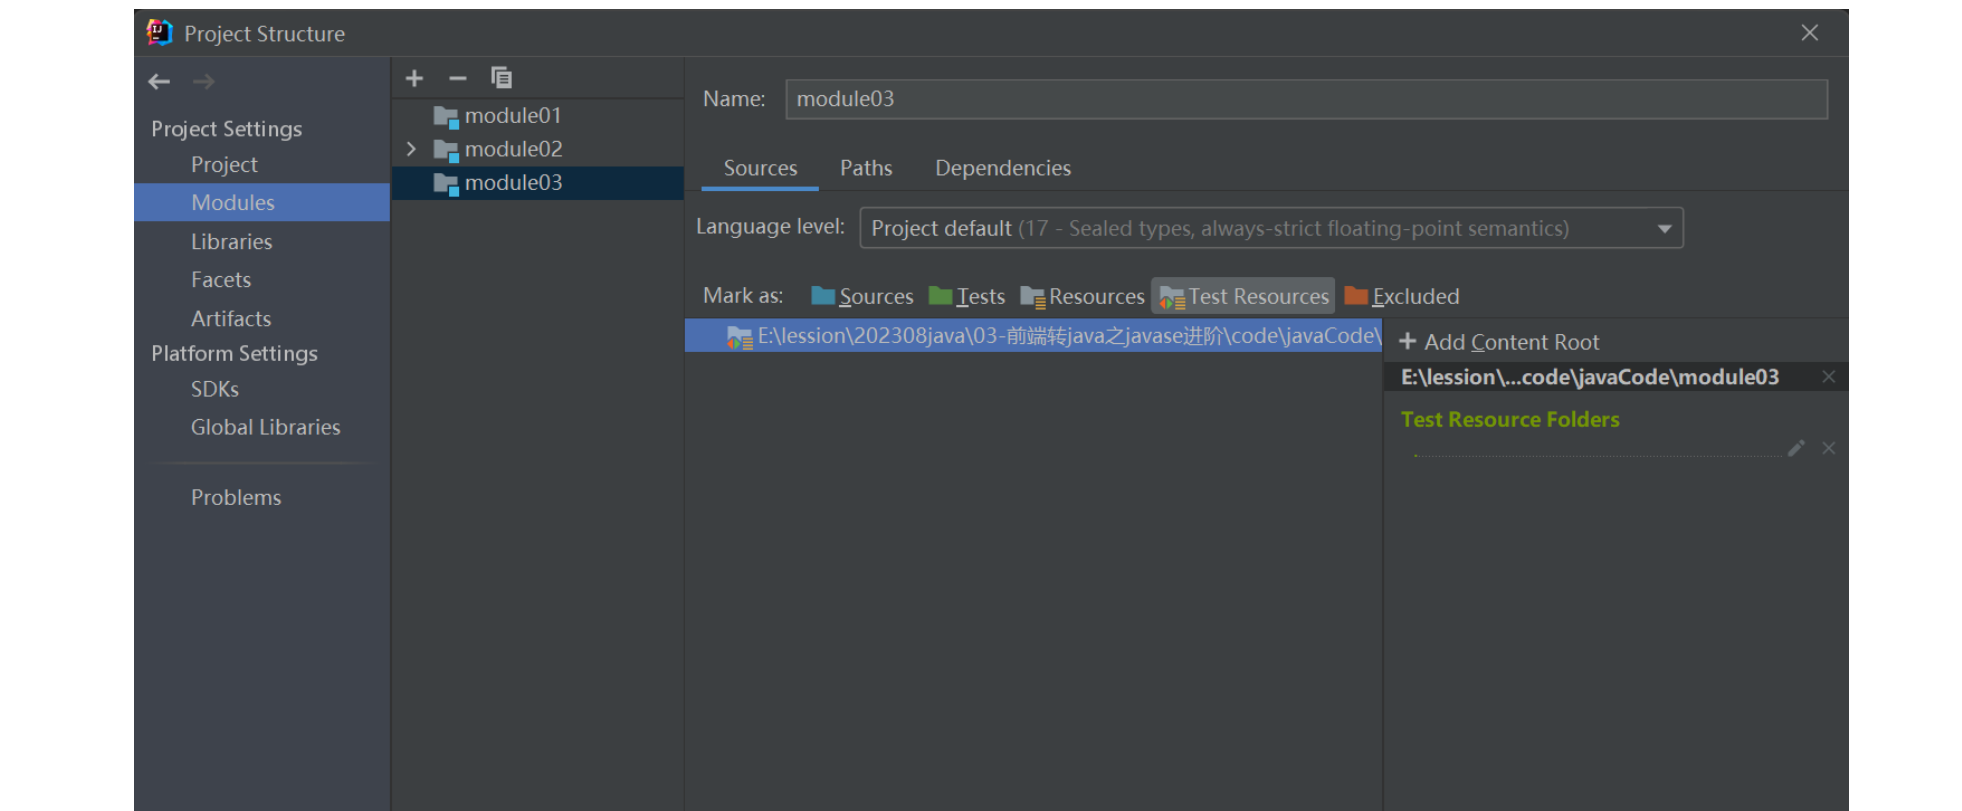 Project Structure
Project Settings
Project
Modules
Libraries
Facets
Artifacts
Platform Settings
SDKs
Global Libraries
Problems
module01
module02
module03
Name: module03
Sources Paths Dependencies
Language level: Project default (17 - Sealed types, always-strict floating-point semantics)
Mark as: Sources Tests Resources Test Resources Excluded
E:\lession\202308java\03-前端转java之javase进阶\code\javaCode\
+ Add Content Root
E:\lession\...code\javaCode\module03
Test Resource Folders
.